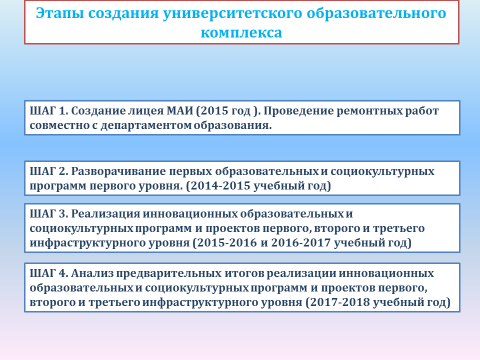 Этапы создания университетского образовательного
комплекса
ШАГ 1. Создание лицея МАИ (2015 год ). Проведение ремонтных работ
совместно с департаментом образования.
ШАГ 2. Разворачивание первых образовательных и социокультурных
программ первого уровня. (2014-2015 учебный год)
ШАГ 3. Реализация инновационных образовательных и
социокультурных программ и проектов первого, второго и третьего
инфраструктурного уровня (2015-2016 и 2016-2017 учебный год)
ШАГ 4. Анализ предварительных итогов реализации инновационных
образовательных и социокультурных программ и проектов первого,
второго и третьего инфраструктурного уровня (2017-2018 учебный год)